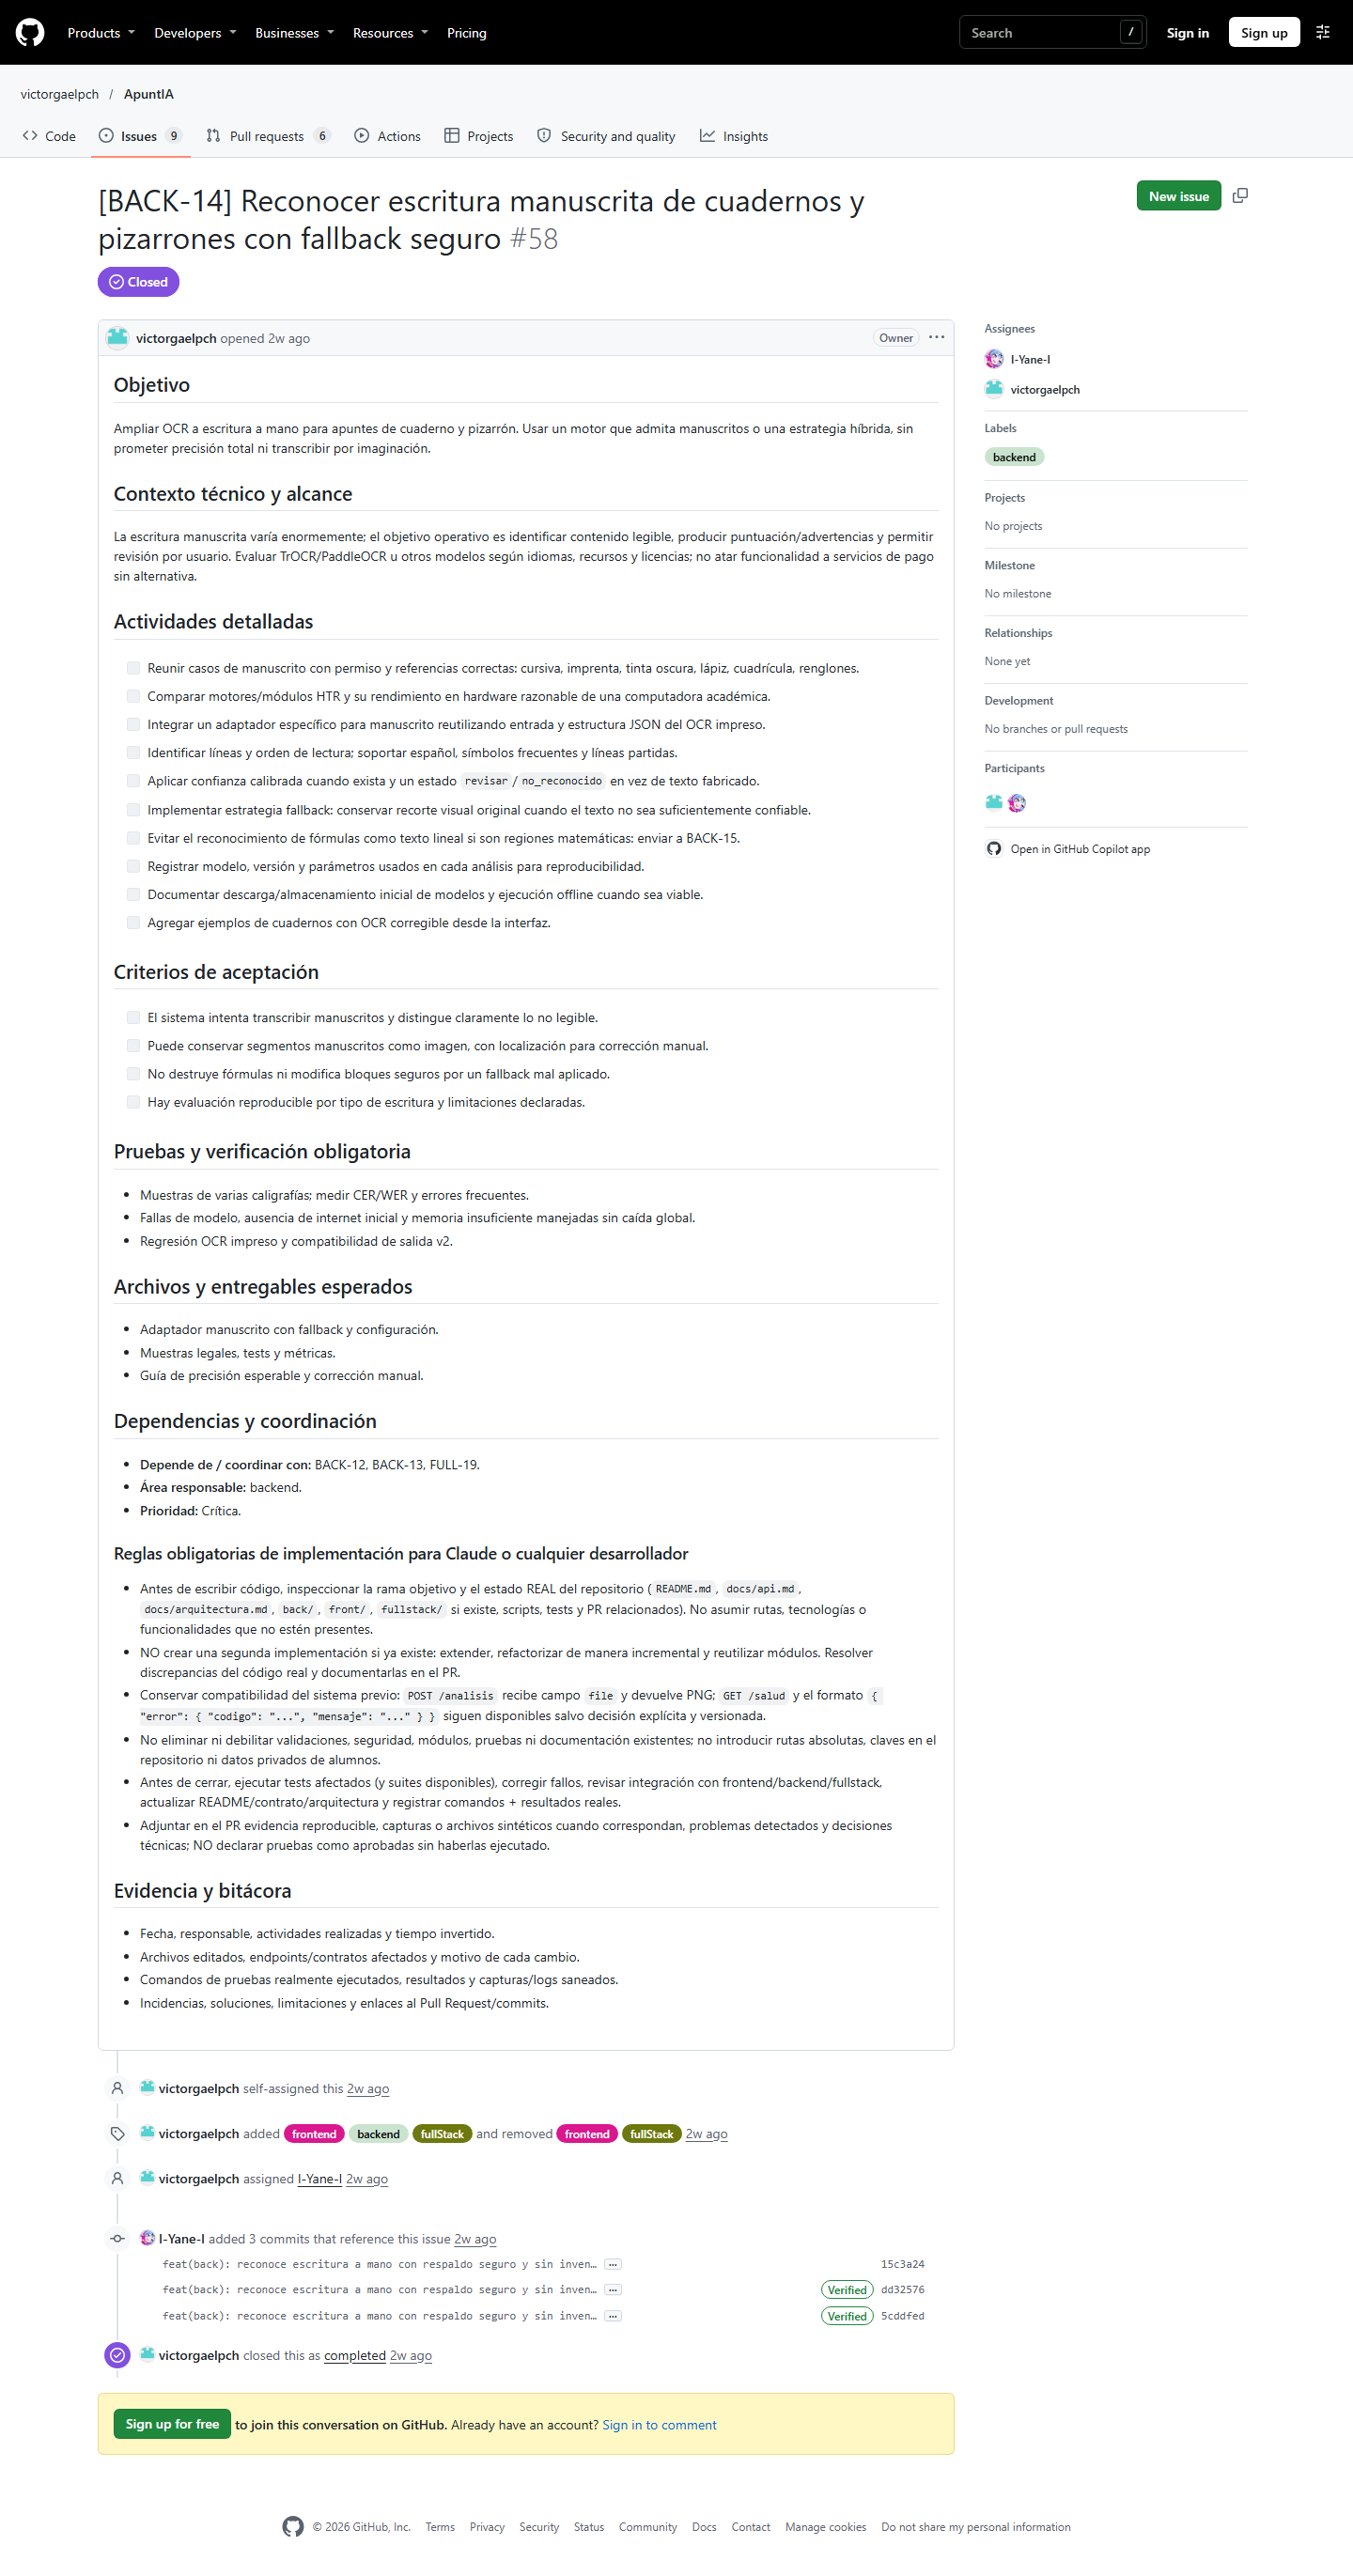 Products
Developers
Businesses
Resources
Pricing
Search
/
Sign in
Sign up
victorgaelpch / ApuntIA
Code
Issues 9
Pull requests 6
Actions
Projects
Security and quality
Insights
[BACK-14] Reconocer escritura manuscrita de cuadernos y
pizarrones con fallback seguro #58
New issue
Closed
victorgaelpch opened 2w ago
Owner
Objetivo
Ampliar OCR a escritura a mano para apuntes de cuaderno y pizarrón. Usar un motor que admita manuscritos o una estrategia híbrida, sin
prometer precisión total ni transcribir por imaginación.
Contexto técnico y alcance
La escritura manuscrita varía enormemente; el objetivo operativo es identificar contenido legible, producir puntuación/advertencias y permitir
revisión por usuario. Evaluar TrOCR/PaddleOCR u otros modelos según idiomas, recursos y licencias; no atar funcionalidad a servicios de pago
sin alternativa.
Actividades detalladas
Reunir casos de manuscrito con permiso y referencias correctas: cursiva, imprenta, tinta oscura, lápiz, cuadrícula, renglones.
Comparar motores/módulos HTR y su rendimiento en hardware razonable de una computadora académica.
Integrar un adaptador específico para manuscrito reutilizando entrada y estructura JSON del OCR impreso.
Identificar líneas y orden de lectura; soportar español, símbolos frecuentes y líneas partidas.
Aplicar confianza calibrada cuando exista y un estado revisar/no_reconocido en vez de texto fabricado.
Implementar estrategia fallback: conservar recorte visual original cuando el texto no sea suficientemente confiable.
Evitar el reconocimiento de fórmulas como texto lineal si son regiones matemáticas: enviar a BACK-15.
Registrar modelo, versión y parámetros usados en cada análisis para reproducibilidad.
Documentar descarga/almacenamiento inicial de modelos y ejecución offline cuando sea viable.
Agregar ejemplos de cuadernos con OCR corregible desde la interfaz.
Criterios de aceptación
El sistema intenta transcribir manuscritos y distingue claramente lo no legible.
Puede conservar segmentos manuscritos como imagen, con localización para corrección manual.
No destruye fórmulas ni modifica bloques seguros por un fallback mal aplicado.
Hay evaluación reproducible por tipo de escritura y limitaciones declaradas.
Pruebas y verificación obligatoria
Muestras de varias caligrafías; medir CER/WER y errores frecuentes.
Fallas de modelo, ausencia de internet inicial y memoria insuficiente manejadas sin caída global.
Regresión OCR impreso y compatibilidad de salida v2.
Archivos y entregables esperados
Adaptador manuscrito con fallback y configuración.
Muestras legales, tests y métricas.
Guía de precisión esperable y corrección manual.
Dependencias y coordinación
Depende de / coordinar con: BACK-12, BACK-13, FULL-19.
Área responsable: backend.
Prioridad: Crítica.
Reglas obligatorias de implementación para Claude o cualquier desarrollador
Antes de escribir código, inspeccionar la rama objetivo y el estado REAL del repositorio (README.md, docs/api.md,
docs/arquitectura.md, back/, front/, fullstack/ si existe, scripts, tests y PR relacionados). No asumir rutas, tecnologías o
funcionalidades que no estén presentes.
NO crear una segunda implementación si ya existe: extender, refactorizar de manera incremental y reutilizar módulos. Resolver
discrepancias del código real y documentarlas en el PR.
Conservar compatibilidad del sistema previo: POST /analisis recibe campo file y devuelve PNG; GET /salud y el formato {
"error": { "codigo": "...", "mensaje": "..." } } siguen disponibles salvo decisión explícita y versionada.
No eliminar ni debilitar validaciones, seguridad, módulos, pruebas ni documentación existentes; no introducir rutas absolutas, claves en el
repositorio ni datos privados de alumnos.
Antes de cerrar, ejecutar tests afectados (y suites disponibles), corregir fallos, revisar integración con frontend/backend/fullstack,
actualizar README/contrato/arquitectura y registrar comandos + resultados reales.
Adjuntar en el PR evidencia reproducible, capturas o archivos sintéticos cuando correspondan, problemas detectados y decisiones
técnicas; NO declarar pruebas como aprobadas sin haberlas ejecutado.
Evidencia y bitácora
Fecha, responsable, actividades realizadas y tiempo invertido.
Archivos editados, endpoints/contratos afectados y motivo de cada cambio.
Comandos de pruebas realmente ejecutados, resultados y capturas/logs saneados.
Incidencias, soluciones, limitaciones y enlaces al Pull Request/commits.
victorgaelpch self-assigned this 2w ago
victorgaelpch added frontend backend fullStack and removed frontend fullStack 2w ago
victorgaelpch assigned I-Yane-I 2w ago
I-Yane-I added 3 commits that reference this issue 2w ago
feat(back): reconoce escritura a mano con respaldo seguro y sin inven… ... 15c3a24
feat(back): reconoce escritura a mano con respaldo seguro y sin inven… ... Verified dd32576
feat(back): reconoce escritura a mano con respaldo seguro y sin inven… ... Verified 5cddfed
victorgaelpch closed this as completed 2w ago
Sign up for free to join this conversation on GitHub. Already have an account? Sign in to comment
Assignees
I-Yane-I
victorgaelpch
Labels
backend
Projects
No projects
Milestone
No milestone
Relationships
None yet
Development
No branches or pull requests
Participants
Open in GitHub Copilot app
© 2026 GitHub, Inc.
Terms
Privacy
Security
Status
Community
Docs
Contact
Manage cookies
Do not share my personal information